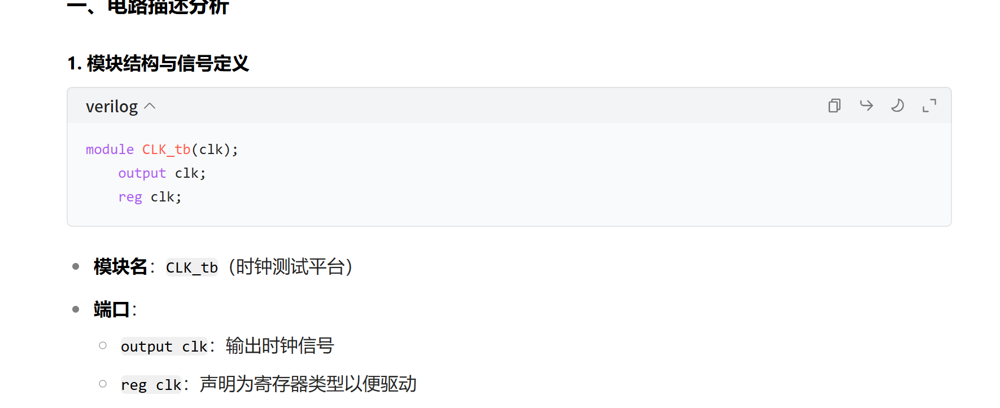 一、电路描述分析
1. 模块结构与信号定义
verilog
module CLK_tb(clk);
output clk;
reg clk;
模块名：CLK_tb（时钟测试平台）
端口：
output clk：输出时钟信号
reg clk：声明为寄存器类型以便驱动